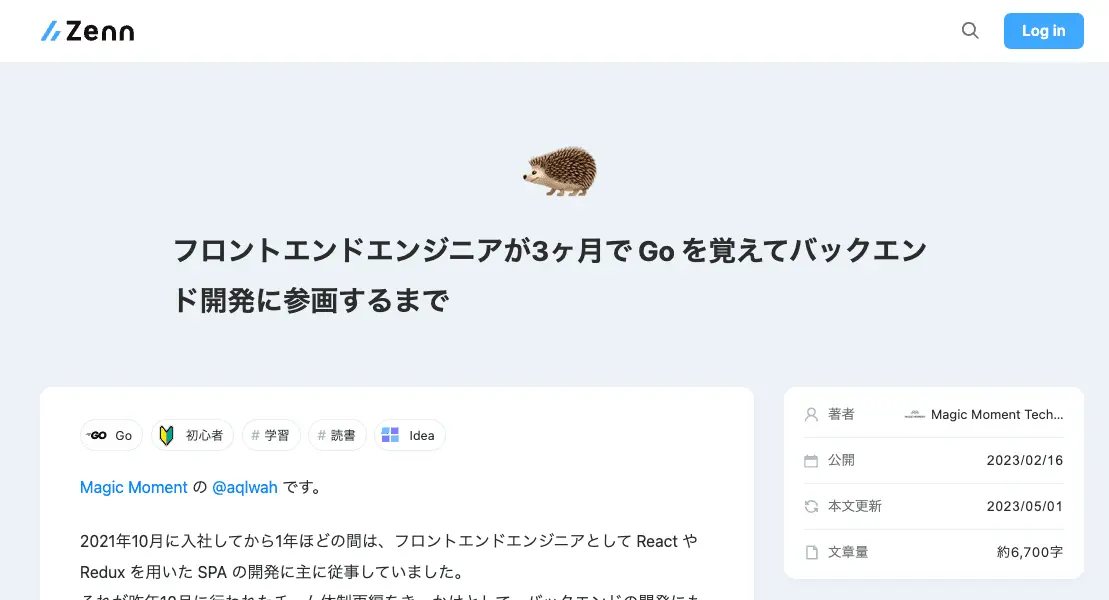 Zenn
Log in
フロントエンドエンジニアが3ヶ月で Go を覚えてバックエン
ド開発に参画するまで
GO Go
初心者
# 学習
# 読書
Idea
Magic Moment の @aqlwah です。
2021年10月に入社してから1年ほどの間は、フロントエンドエンジニアとして React や
Redux を用いた SPA の開発に主に従事していました。
著者 Magic Moment Tech...
公開 2023/02/16
本文更新 2023/05/01
文章量 約6,700字